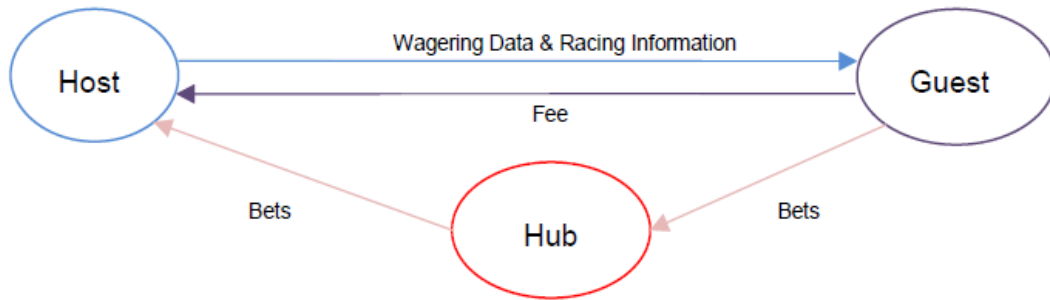 Wagering Data & Racing Information
Host
Guest
Fee
Bets
Bets
Hub